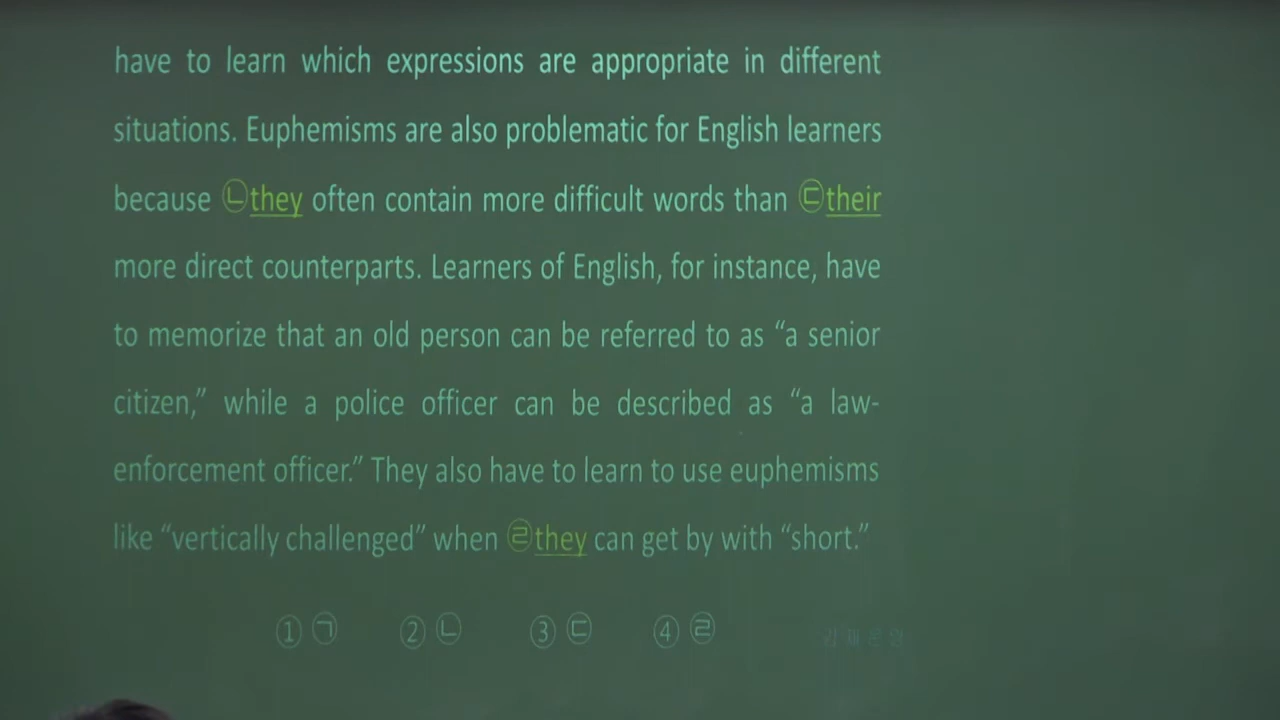 have to learn which expressions are appropriate in different
situations. Euphemisms are also problematic for English learners
because ㉡they often contain more difficult words than ㉢their
more direct counterparts. Learners of English, for instance, have
to memorize that an old person can be referred to as “a senior
citizen,” while a police officer can be described as “a law-
enforcement officer.” They also have to learn to use euphemisms
like “vertically challenged” when ㉣they can get by with “short.”
① ㉠ ② ㉡ ③ ㉢ ④ ㉣